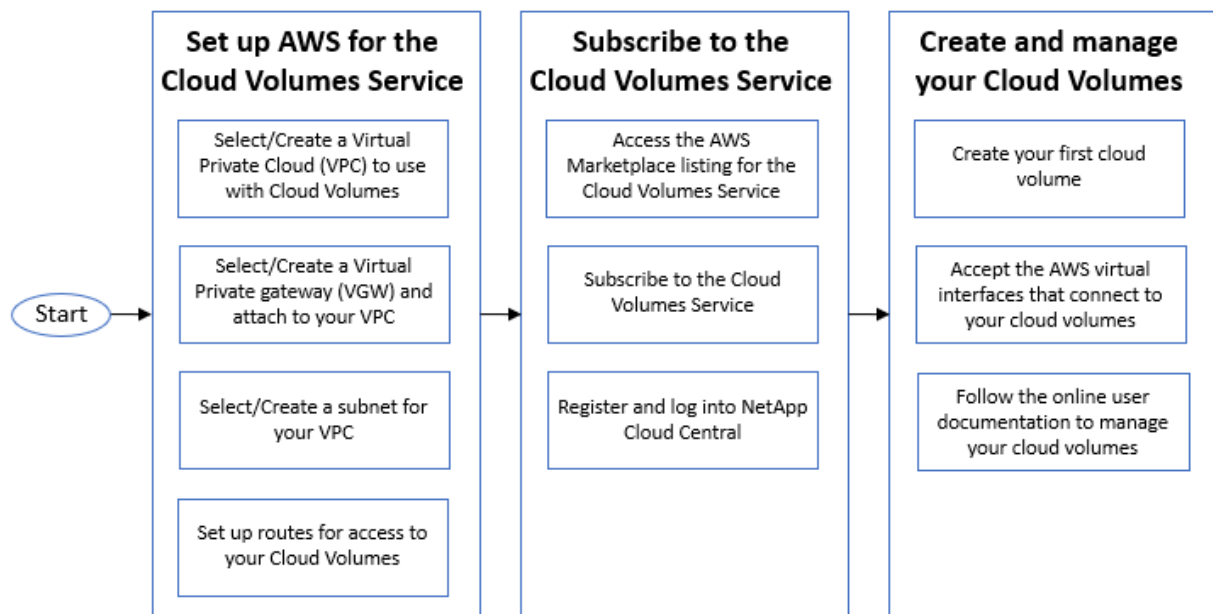 Start
Set up AWS for the
Cloud Volumes Service
Select/Create a Virtual
Private Cloud (VPC) to use
with Cloud Volumes
Select/Create a Virtual
Private gateway (VGW) and
attach to your VPC
Select/Create a subnet for
your VPC
Set up routes for access to
your Cloud Volumes
Subscribe to the
Cloud Volumes Service
Access the AWS
Marketplace listing for the
Cloud Volumes Service
Subscribe to the Cloud
Volumes Service
Register and log into NetApp
Cloud Central
Create and manage
your Cloud Volumes
Create your first cloud
volume
Accept the AWS virtual
interfaces that connect to
your cloud volumes
Follow the online user
documentation to manage
your cloud volumes